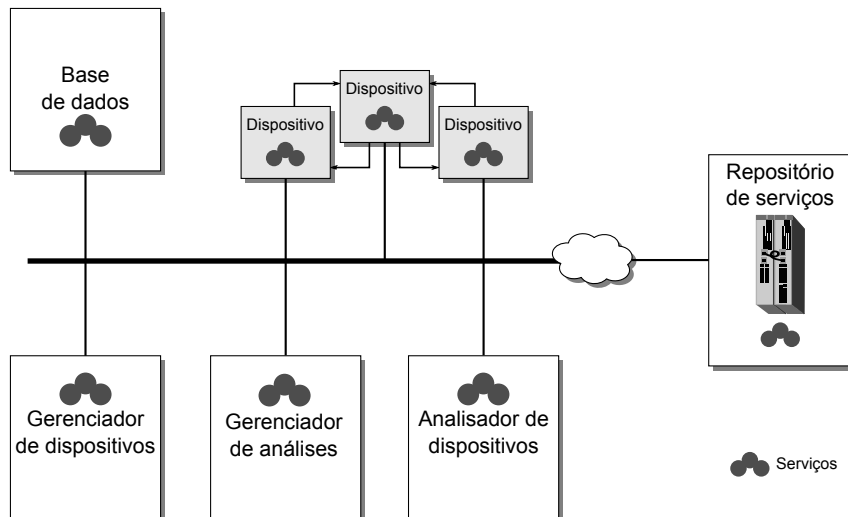 Base
de dados
Dispositivo
Dispositivo
Dispositivo
Repositório
de serviços
Gerenciador
de dispositivos
Gerenciador
de análises
Analisador de
dispositivos
Serviços